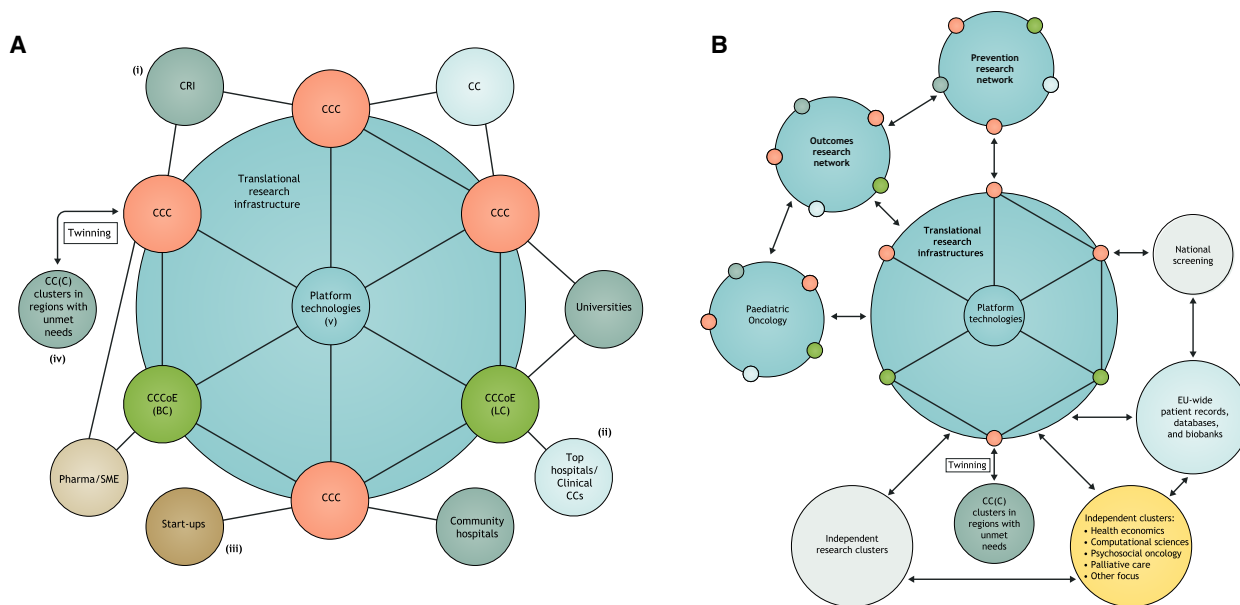 A
(i)
CRI
CCC
CC
Translational
research
infrastructure
CCC
CCC
Twinning
CC(C)
clusters in
regions with
unmet
needs
(iv)
Platform
technologies
(v)
Universities
CCCoE
(BC)
CCCoE
(LC)
(ii)
Pharma/SME
Top
hospitals/
Clinical
CCs
Start-ups
(iii)
CCC
Community
hospitals
B
Prevention
research
network
Outcomes
research
network
Translational
research
infrastructures
National
screening
Paediatric
Oncology
Platform
technologies
EU-wide
patient records,
databases,
and biobanks
Twinning
CC(C)
clusters in
regions with
unmet
needs
Independent
research clusters
Independent clusters:
• Health economics
• Computational sciences
• Psychosocial oncology
• Palliative care
• Other focus